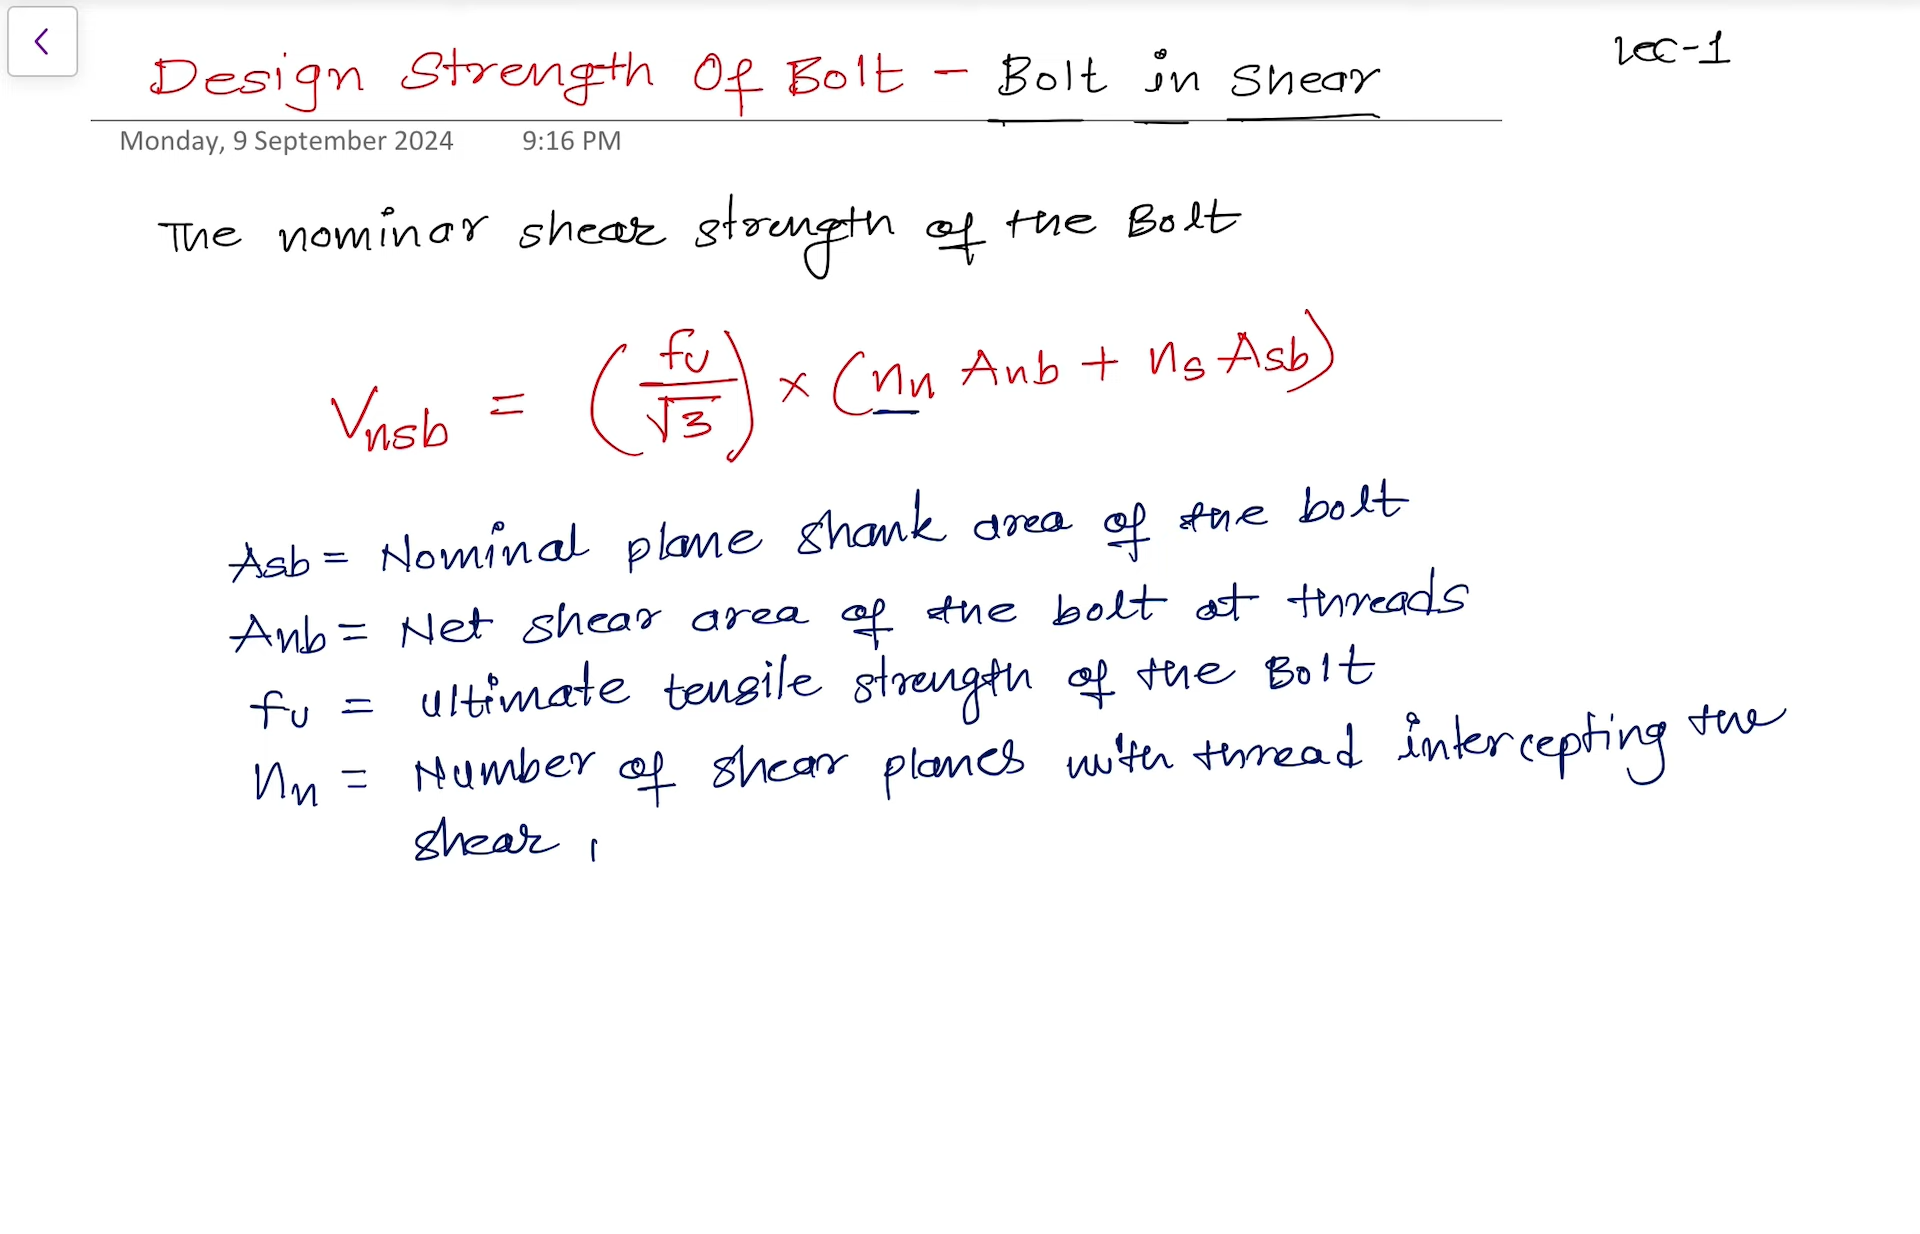 Design Strength Of Bolt - Bolt in shear
Lec-1
Monday, 9 September 2024 9:16 PM
The nominar shear strength of the Bolt
Vnsb = (fu/√3) × (nn Anb + ns Asb)
Asb = Nominal plane shank area of the bolt
Anb = Net shear area of the bolt at threads
fu = ultimate tensile strength of the Bolt
nn = Number of shear planes with thread intercepting the
shear